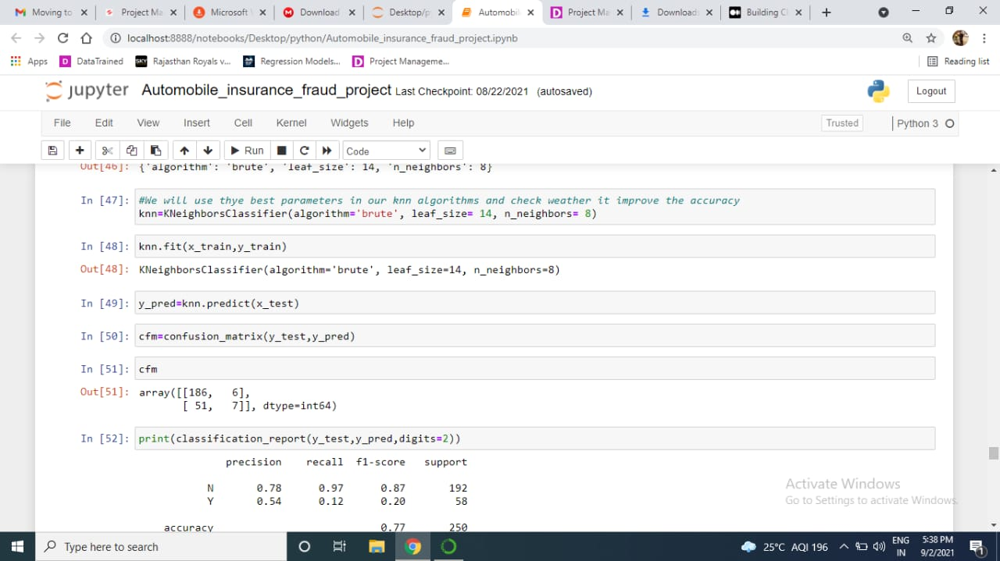 Moving to
Project Ma
Microsoft
Download
Desktop/p
Automobil
Project Ma
Download
Building C
localhost:8888/notebooks/Desktop/python/Automobile_insurance_fraud_project.ipynb
Apps
DataTrained
SKY
Rajasthan Royals v...
Regression Models...
Project Manageme...
Reading list
jupyter
Automobile_insurance_fraud_project Last Checkpoint: 08/22/2021 (autosaved)
Logout
File Edit View Insert Cell Kernel Widgets Help
Trusted
Python 3
Run
Code
Out[46]: {'algorithm': 'brute', 'leaf_size': 14, 'n_neighbors': 8}
In [47]: #We will use thye best parameters in our knn algorithms and check weather it improve the accuracy
knn=KNeighborsClassifier(algorithm='brute', leaf_size= 14, n_neighbors= 8)
In [48]: knn.fit(x_train,y_train)
Out[48]: KNeighborsClassifier(algorithm='brute', leaf_size=14, n_neighbors=8)
In [49]: y_pred=knn.predict(x_test)
In [50]: cfm=confusion_matrix(y_test,y_pred)
In [51]: cfm
Out[51]: array([[186, 6],
[ 51, 7]], dtype=int64)
In [52]: print(classification_report(y_test,y_pred,digits=2))
precision recall f1-score support
N 0.78 0.97 0.87 192
Y 0.54 0.12 0.20 58
accuracy 0.77 250
Activate Windows
Go to Settings to activate Windows.
Type here to search
25°C AQI 196
ENG
IN
5:38 PM
9/2/2021
1